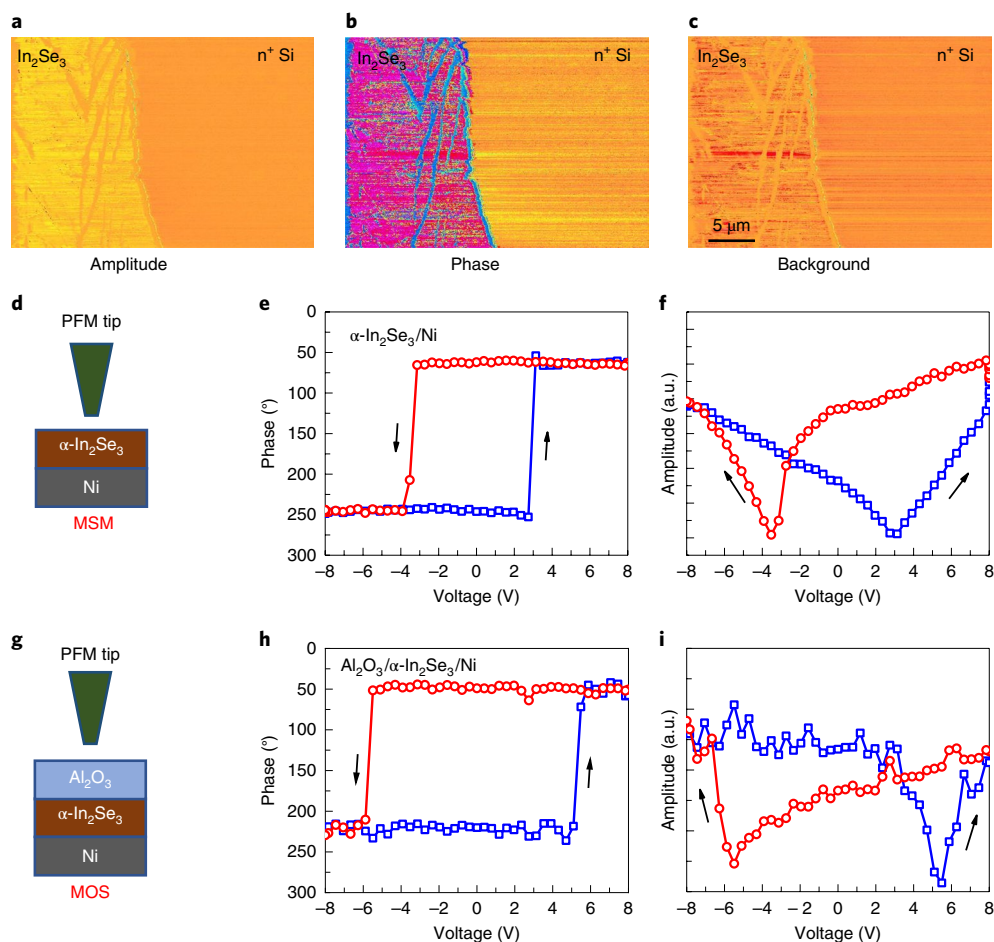 a
b
c
In₂Se₃
n⁺ Si
In₂Se₃
n⁺ Si
In₂Se₃
n⁺ Si
5 μm
Amplitude
Phase
Background
d
e
f
PFM tip
α-In₂Se₃
Ni
MSM
α-In₂Se₃/Ni
0
50
100
150
200
250
300
Phase (°)
–8 –6 –4 –2 0 2 4 6 8
Voltage (V)
Amplitude (a.u.)
–8 –6 –4 –2 0 2 4 6 8
Voltage (V)
g
h
i
PFM tip
Al₂O₃
α-In₂Se₃
Ni
MOS
Al₂O₃/α-In₂Se₃/Ni
0
50
100
150
200
250
300
Phase (°)
–8 –6 –4 –2 0 2 4 6 8
Voltage (V)
Amplitude (a.u.)
–8 –6 –4 –2 0 2 4 6 8
Voltage (V)